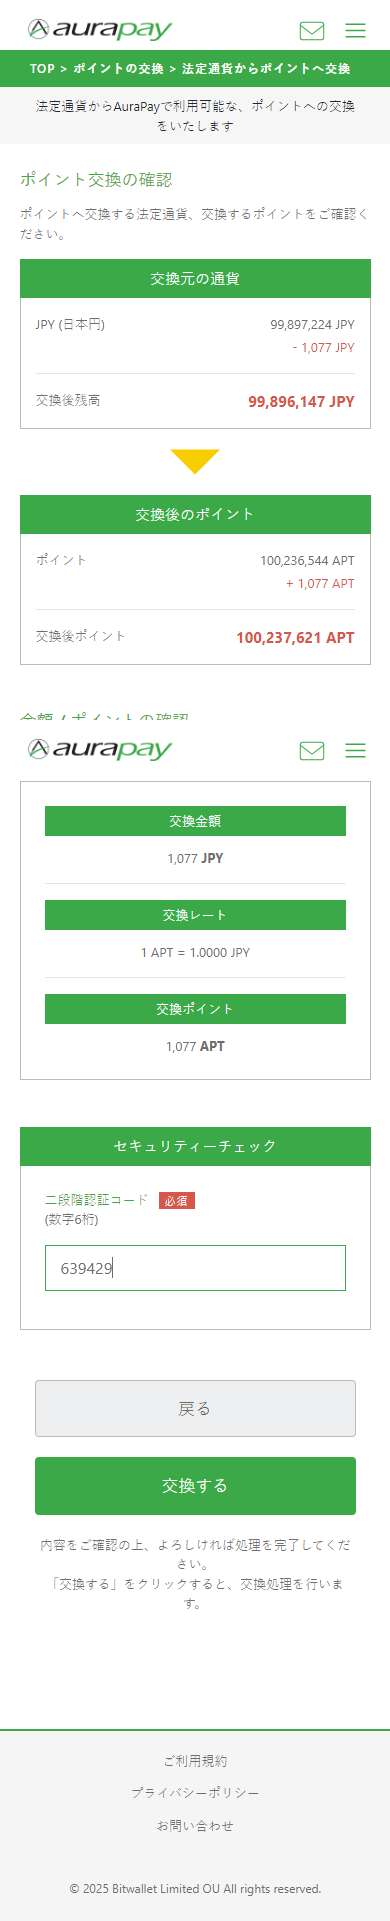 aurapay
TOP > ポイントの交換 > 法定通貨からポイントへ交換
法定通貨からAuraPayで利用可能な、ポイントへの交換
をいたします
ポイント交換の確認
ポイントへ交換する法定通貨、交換するポイントをご確認く
ださい。
交換元の通貨
JPY (日本円) 99,897,224 JPY
- 1,077 JPY
交換後残高 99,896,147 JPY
交換後のポイント
ポイント 100,236,544 APT
+ 1,077 APT
交換後ポイント 100,237,621 APT
金額／ポイントの確認
aurapay
交換金額
1,077 JPY
交換レート
1 APT = 1.0000 JPY
交換ポイント
1,077 APT
セキュリティーチェック
二段階認証コード 必須
(数字6桁)
639429
戻る
交換する
内容をご確認の上、よろしければ処理を完了してくだ
さい。
「交換する」をクリックすると、交換処理を行いま
す。
ご利用規約
プライバシーポリシー
お問い合わせ
© 2025 Bitwallet Limited OU All rights reserved.